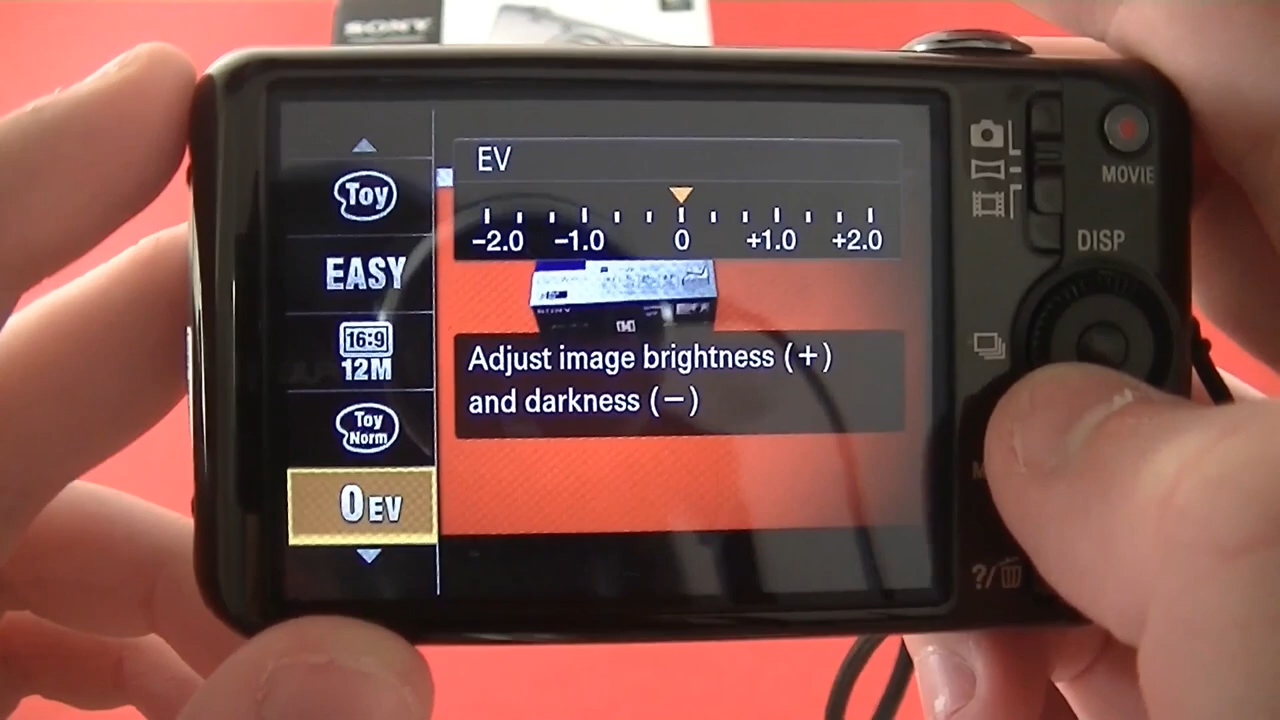 SONY
Toy
EASY
16:9
12M
Toy
Norm
0EV
EV
−2.0 −1.0 0 +1.0 +2.0
SONY
Adjust image brightness (+)
and darkness (−)
MOVIE
DISP
M
?/